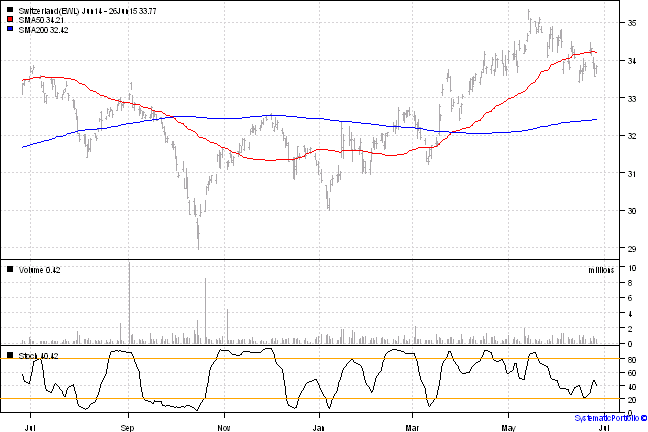 Switzerland(EWL) Jun14 - 26Jun15 33.77
SMA50 34.21
SMA200 32.42
35
34
33
32
31
30
29
Volume 0.42
millions
10
8
6
4
2
0
Stoch 40.42
80
60
40
20
0
Jul
Sep
Nov
Jan
Mar
May
Jul
SystematicPortfolio ©